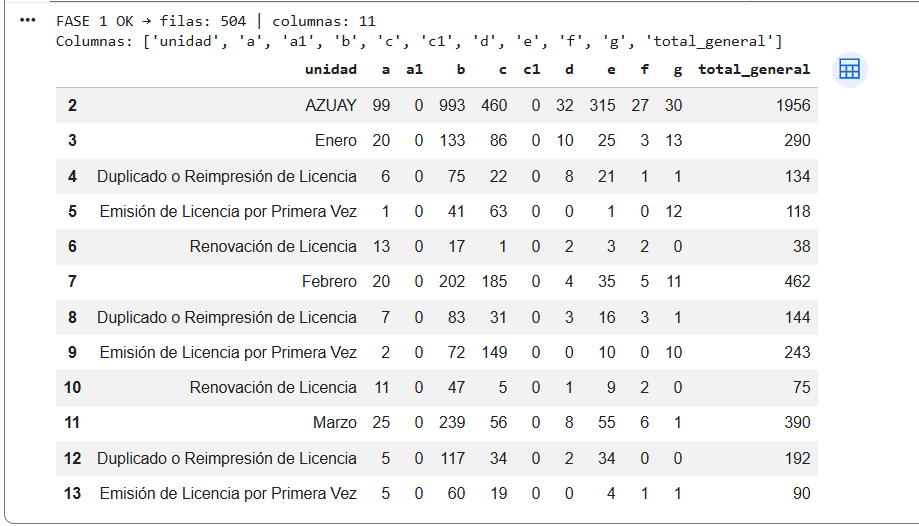 ••• FASE 1 OK → filas: 504 | columnas: 11
Columnas: ['unidad', 'a', 'a1', 'b', 'c', 'c1', 'd', 'e', 'f', 'g', 'total_general']
unidad a a1 b c c1 d e f g total_general
2 AZUAY 99 0 993 460 0 32 315 27 30 1956
3 Enero 20 0 133 86 0 10 25 3 13 290
4 Duplicado o Reimpresión de Licencia 6 0 75 22 0 8 21 1 1 134
5 Emisión de Licencia por Primera Vez 1 0 41 63 0 0 1 0 12 118
6 Renovación de Licencia 13 0 17 1 0 2 3 2 0 38
7 Febrero 20 0 202 185 0 4 35 5 11 462
8 Duplicado o Reimpresión de Licencia 7 0 83 31 0 3 16 3 1 144
9 Emisión de Licencia por Primera Vez 2 0 72 149 0 0 10 0 10 243
10 Renovación de Licencia 11 0 47 5 0 1 9 2 0 75
11 Marzo 25 0 239 56 0 8 55 6 1 390
12 Duplicado o Reimpresión de Licencia 5 0 117 34 0 2 34 0 0 192
13 Emisión de Licencia por Primera Vez 5 0 60 19 0 0 4 1 1 90